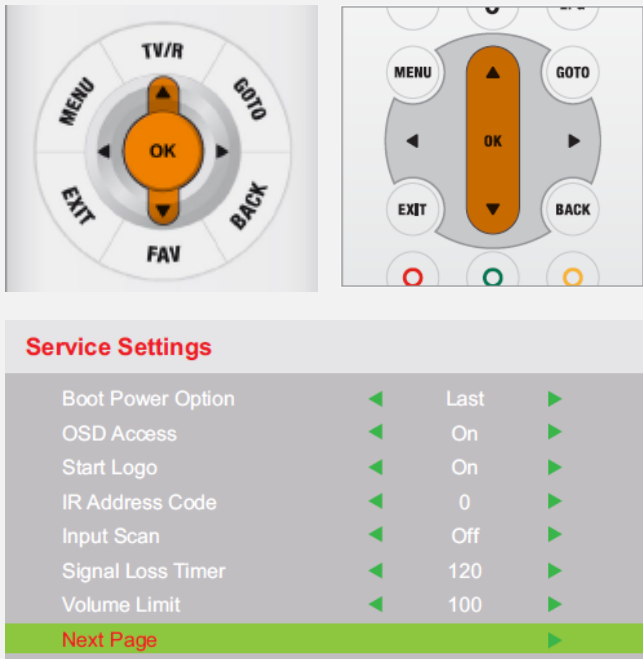 TV/R
MENU
GOTO
OK
EXIT
BACK
FAV
MENU
GOTO
OK
EXIT
BACK
Service Settings
Boot Power Option Last
OSD Access On
Start Logo On
IR Address Code 0
Input Scan Off
Signal Loss Timer 120
Volume Limit 100
Next Page